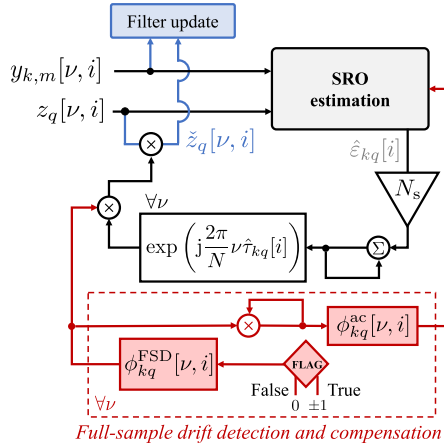 Filter update
y_{k,m}[ν, i]
z_q[ν, i]
SRO
estimation
ž_q[ν, i]
×
ε̂_{kq}[i]
N_s
×
∀ν
exp (j 2π/N ν τ̂_{kq}[i])
Σ
×
ϕ^{ac}_{kq}[ν, i]
ϕ^{FSD}_{kq}[ν, i]
FLAG
False
True
0
±1
∀ν
Full-sample drift detection and compensation